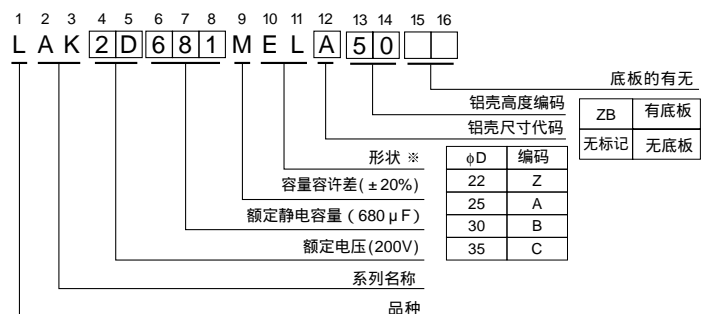 1 2 3 4 5 6 7 8 9 10 11 12 13 14 15 16
L A K 2 D 6 8 1 M E L A 5 0
底板的有无
铝壳高度编码
ZB 有底板
铝壳尺寸代码
无标记 无底板
形状 ※
φD 编码
容量容许差(±20%)
22 Z
25 A
额定静电容量(680μF)
30 B
额定电压(200V)
35 C
系列名称
品种